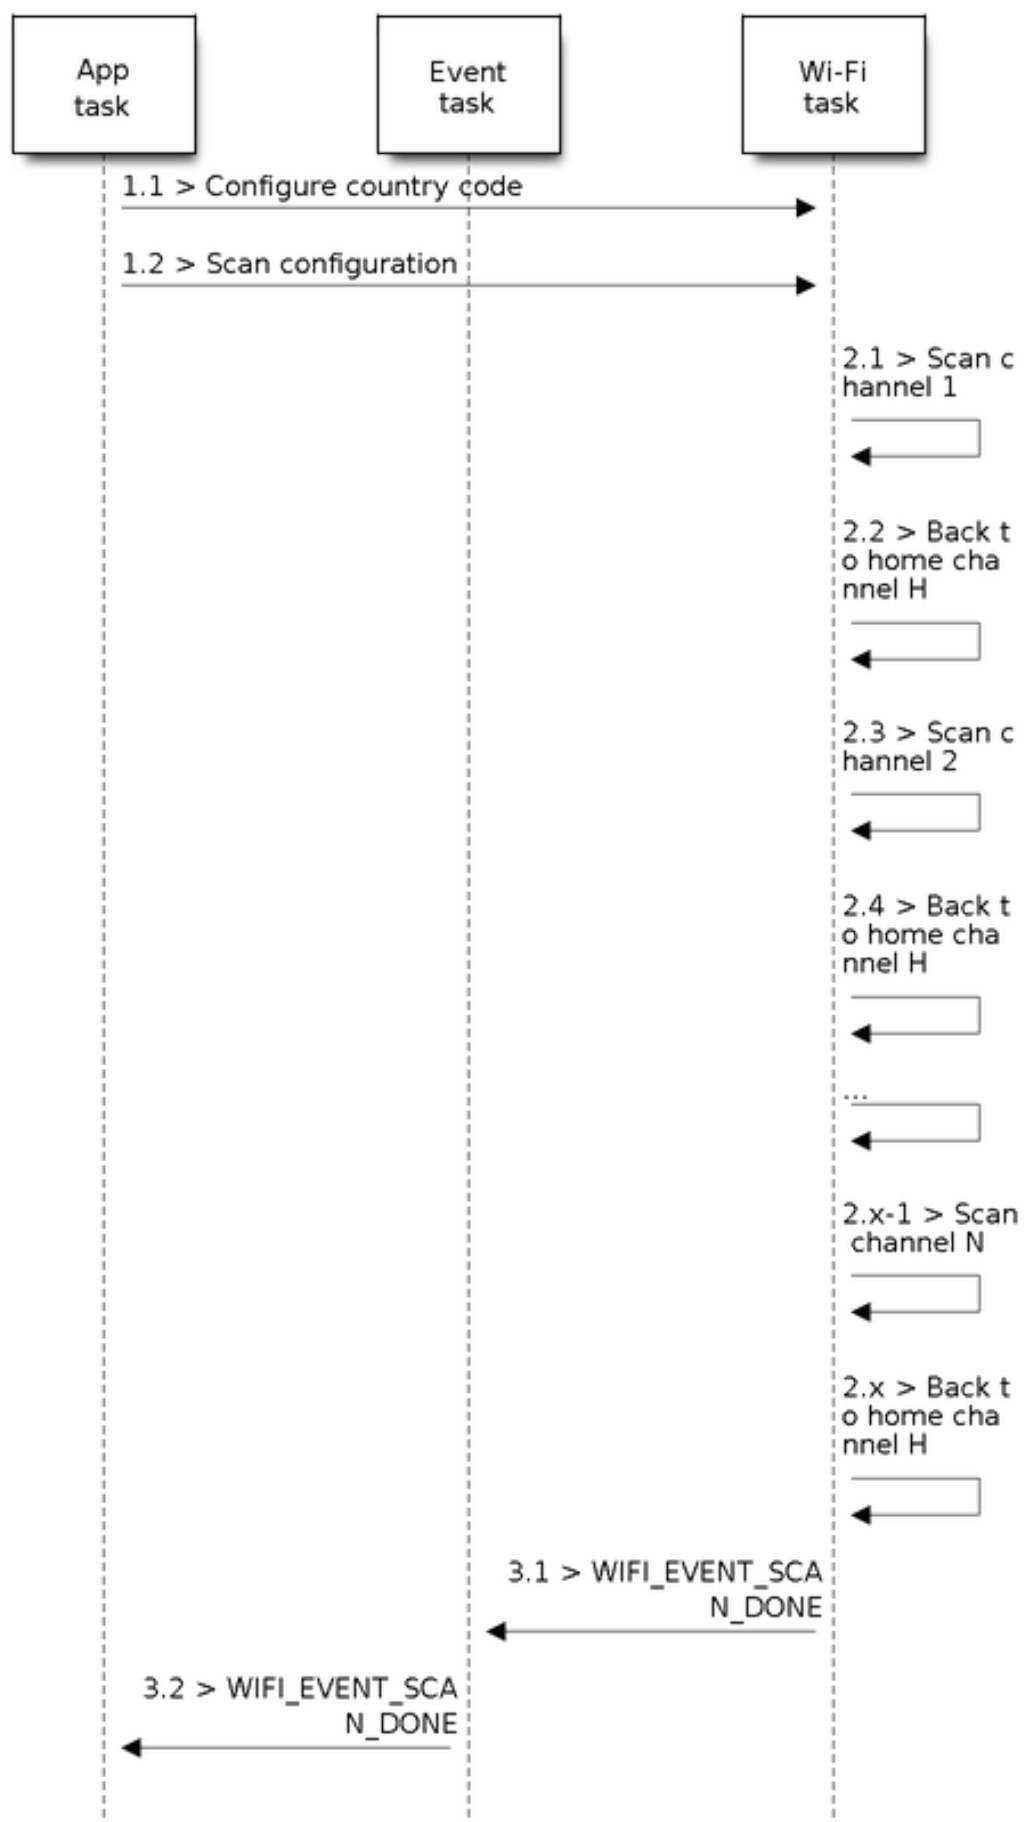 App
task
Event
task
Wi-Fi
task
1.1 > Configure country code
1.2 > Scan configuration
2.1 > Scan c
hannel 1
2.2 > Back t
o home cha
nnel H
2.3 > Scan c
hannel 2
2.4 > Back t
o home cha
nnel H
...
2.x-1 > Scan
channel N
2.x > Back t
o home cha
nnel H
3.1 > WIFI_EVENT_SCA
N_DONE
3.2 > WIFI_EVENT_SCA
N_DONE